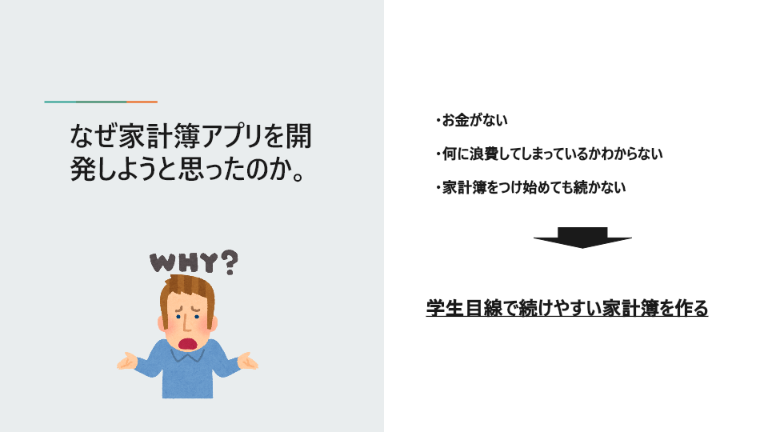 なぜ家計簿アプリを開
発しようと思ったのか。
WHY?
・お金がない
・何に浪費してしまっているかわからない
・家計簿をつけ始めても続かない
学生目線で続けやすい家計簿を作る